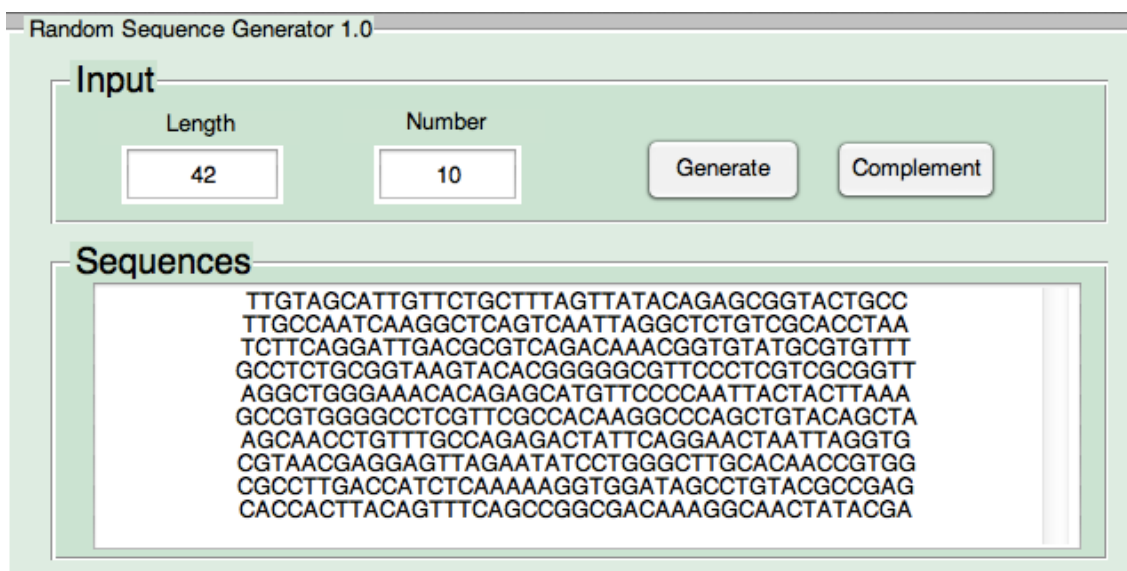 Random Sequence Generator 1.0
Input
Length Number
42 10 Generate Complement
Sequences
TTGTAGCATTGTTCTGCTTTAGTTATACAGAGCGGTACTGCC
TTGCCAATCAAGGCTCAGTCAATTAGGCTCTGTCGCACCTAA
TCTTCAGGATTGACGCGTCAGACAAACGGTGTATGCGTGTTT
GCCTCTGCGGTAAGTACACGGGGGCGTTCCCTCGTCGCGGTT
AGGCTGGGAAACACAGAGCATGTTCCCCAATTACTACTTAAA
GCCGTGGGGCCTCGTTCGCCACAAGGCCCAGCTGTACAGCTA
AGCAACCTGTTTGCCAGAGACTATTCAGGAACTAATTAGGTG
CGTAACGAGGAGTTAGAATATCCTGGGCTTGCACAACCGTGG
CGCCTTGACCATCTCAAAAAGGTGGATAGCCTGTACGCCGAG
CACCACTTACAGTTTCAGCCGGCGACAAAGGCAACTATACGA